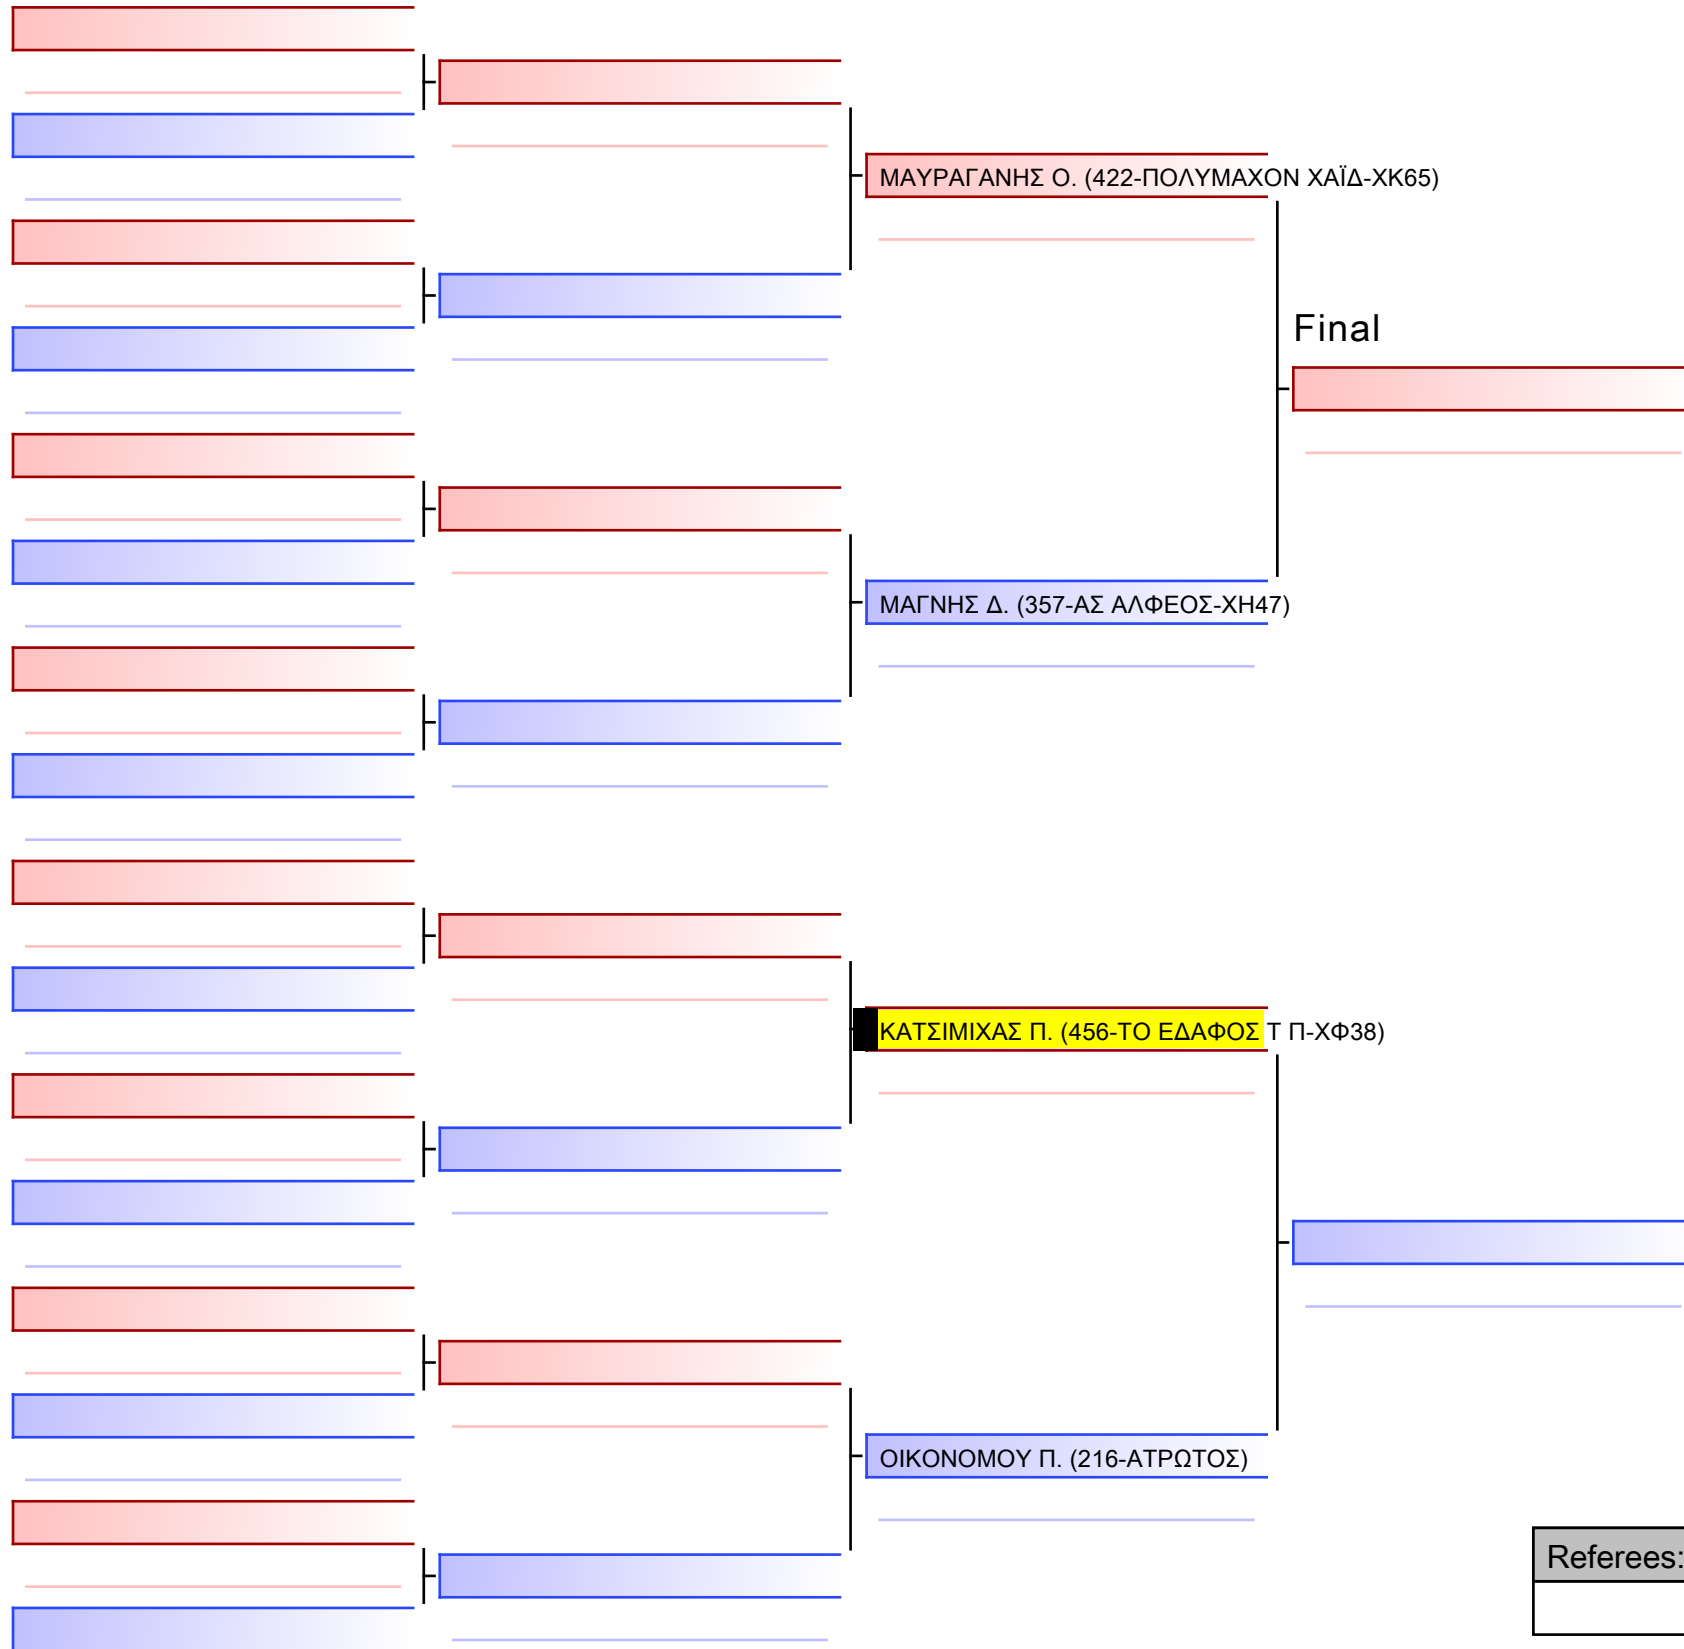 ΜΑΥΡΑΓΑΝΗΣ Ο. (422-ΠΟΛΥΜΑΧΟΝ ΧΑΪΔ-ΧΚ65)
Final
ΜΑΓΝΗΣ Δ. (357-ΑΣ ΑΛΦΕΟΣ-ΧΗ47)
ΚΑΤΣΙΜΙΧΑΣ Π. (456-ΤΟ ΕΔΑΦΟΣ Τ Π-ΧΦ38)
ΟΙΚΟΝΟΜΟΥ Π. (216-ΑΤΡΩΤΟΣ)
Referees: